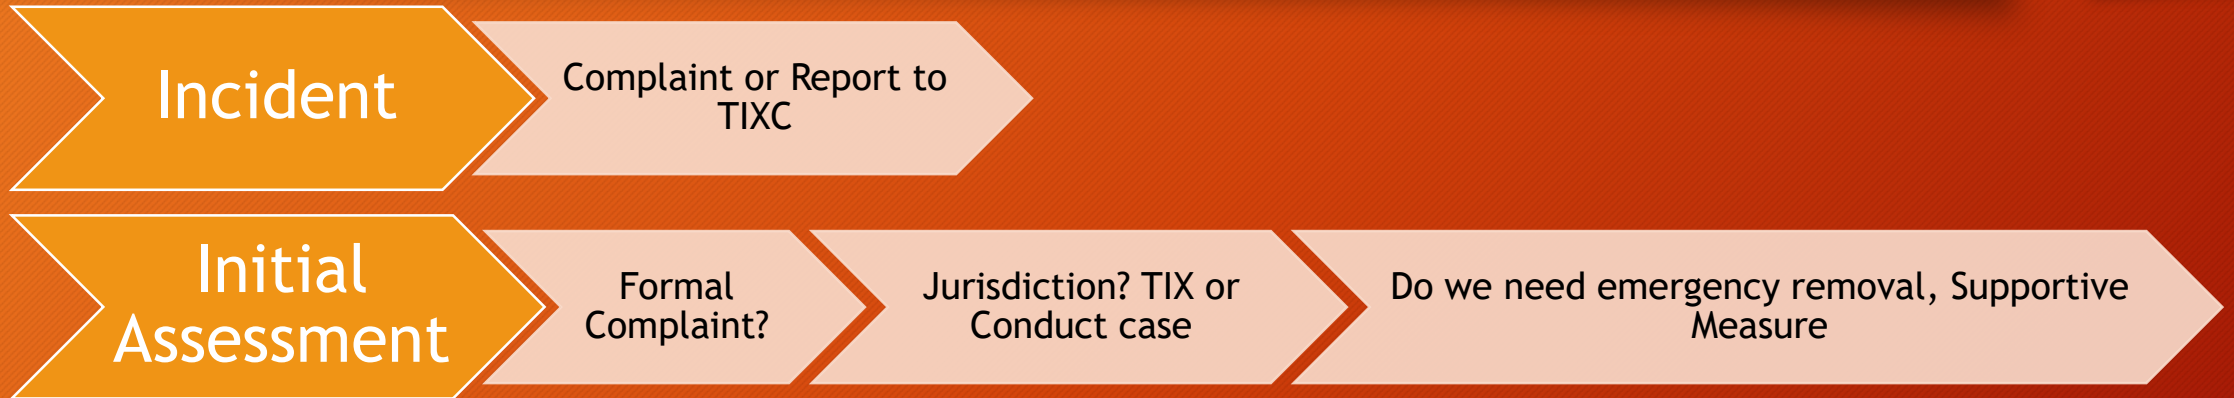 Incident
Complaint or Report to
TIXC
Initial
Assessment
Formal
Complaint?
Jurisdiction? TIX or
Conduct case
Do we need emergency removal, Supportive
Measure